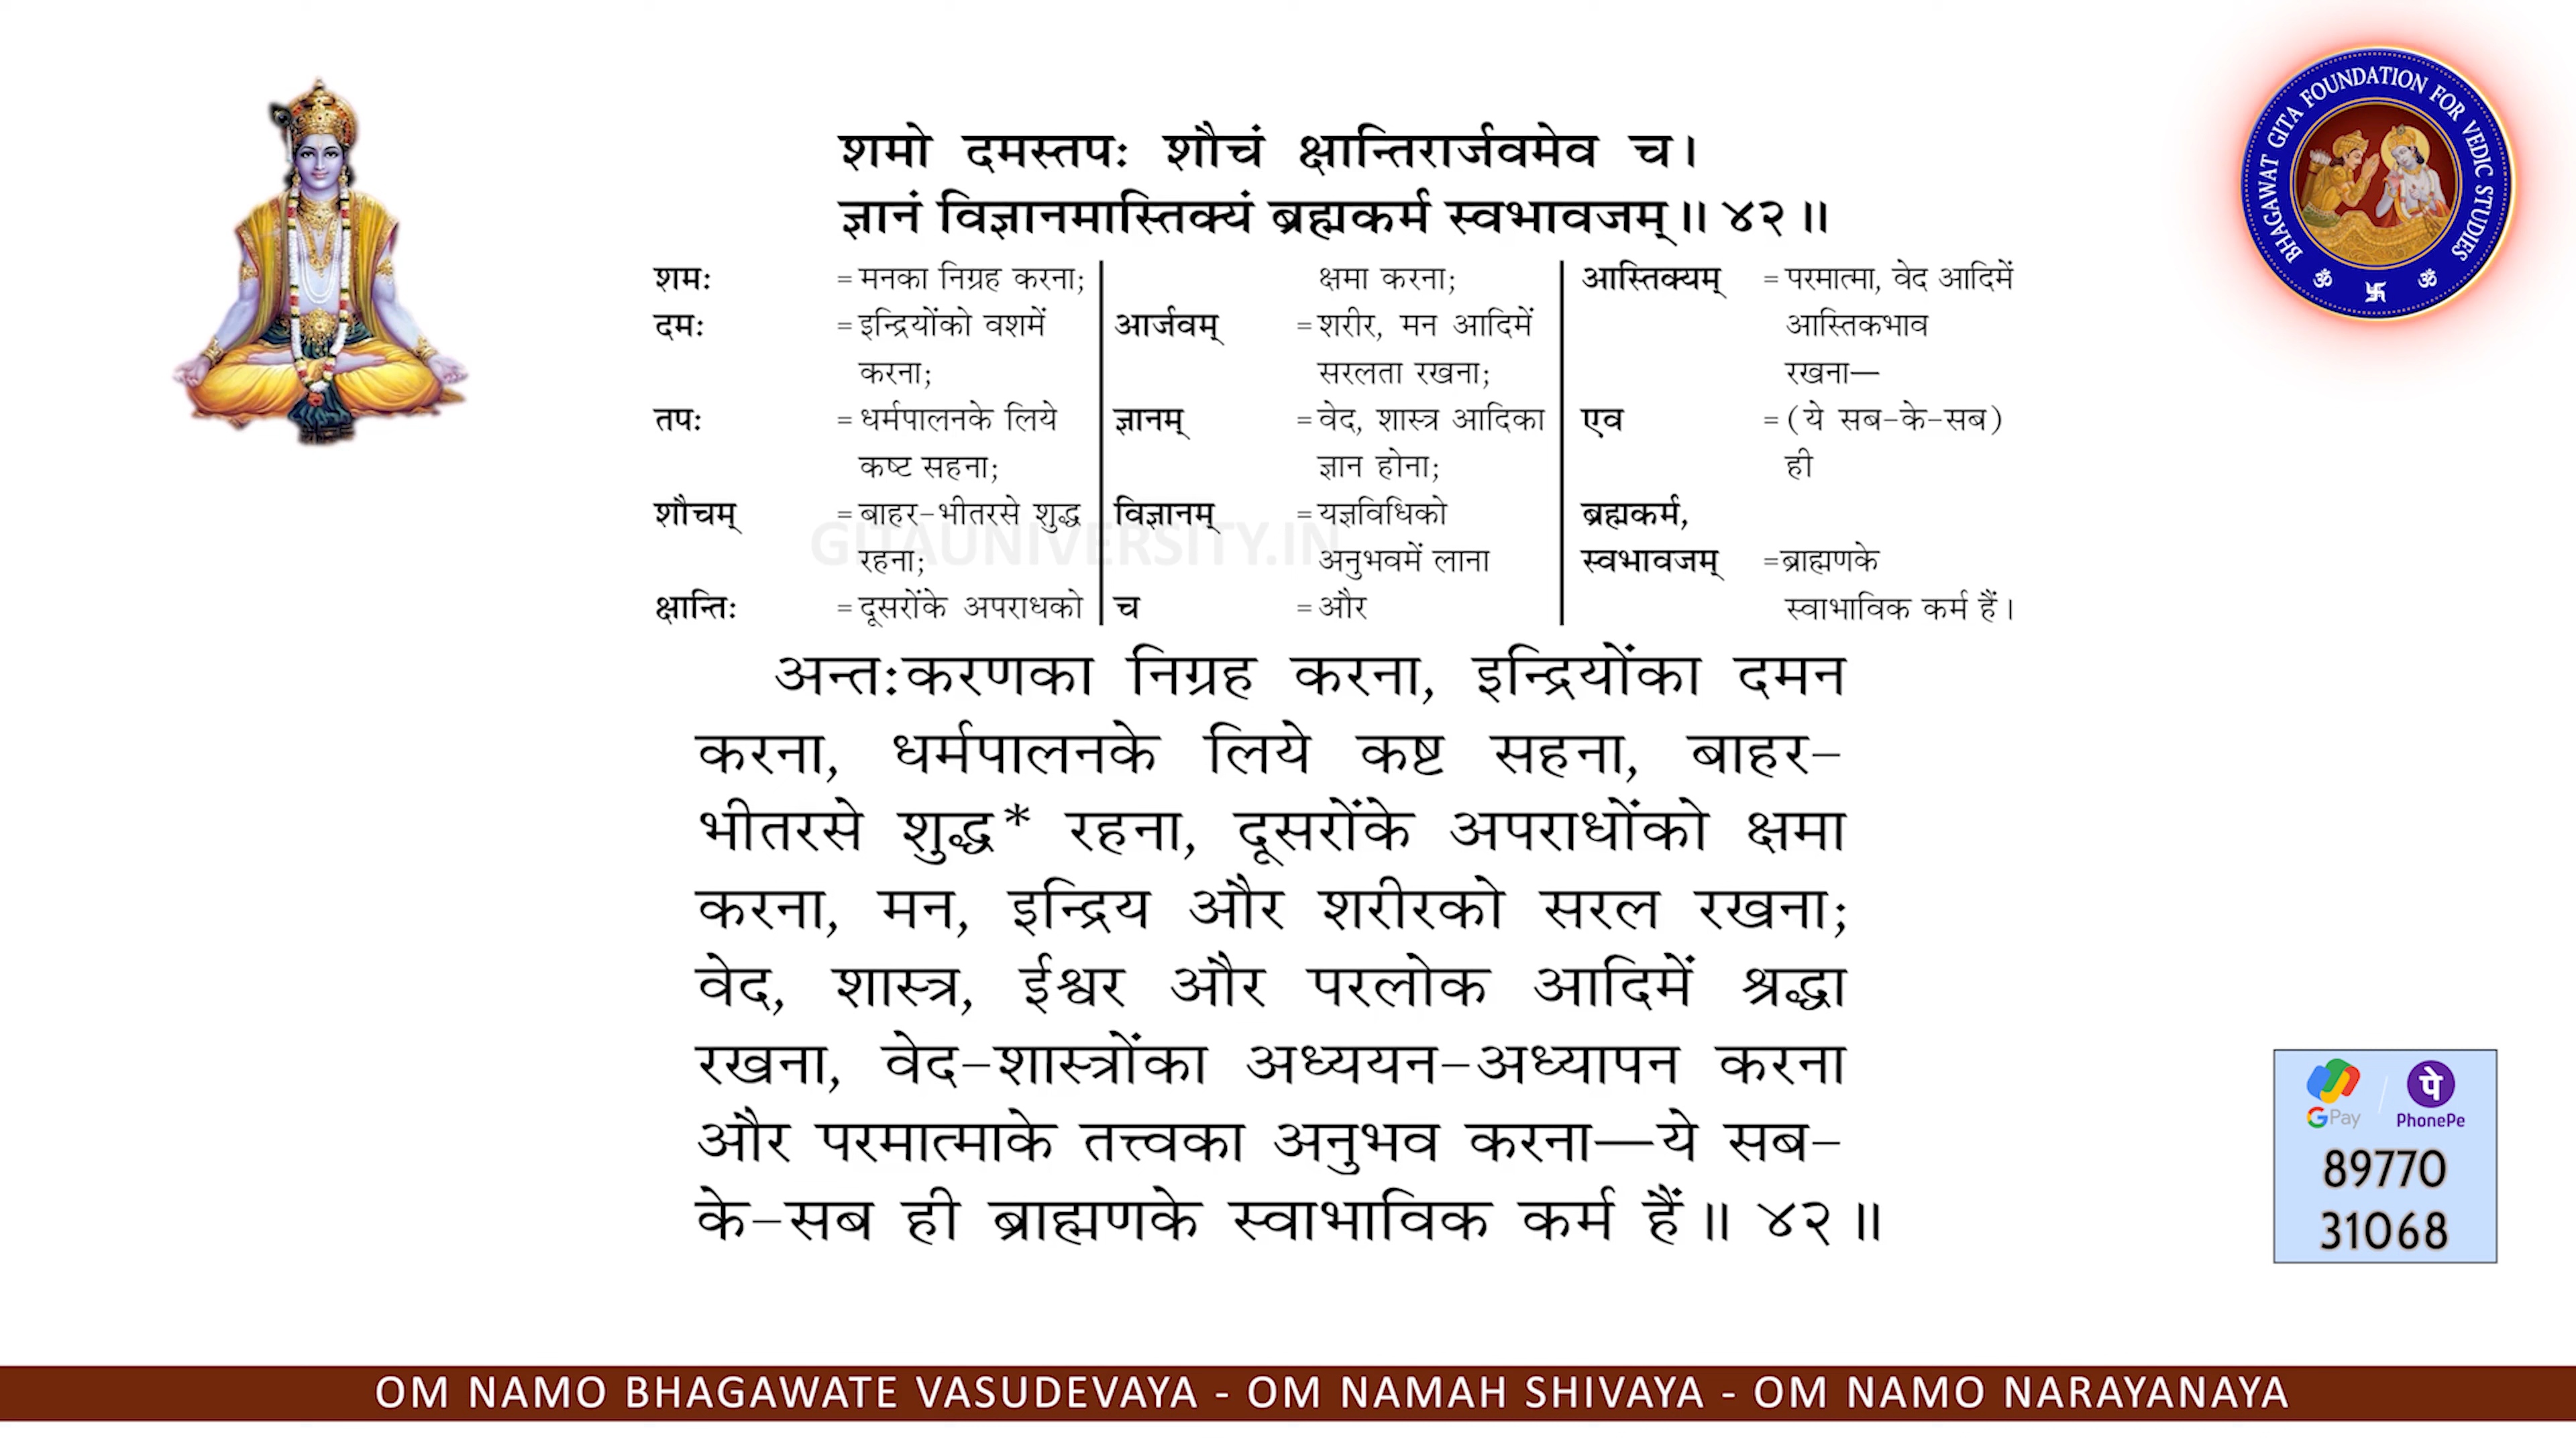 शमो दमस्तपः शौचं क्षान्तिरार्जवमेव च।
ज्ञानं विज्ञानमास्तिक्यं ब्रह्मकर्म स्वभावजम्॥ ४२ ॥
शमः = मनका निग्रह करना;
दमः = इन्द्रियोंको वशमें
करना;
तपः = धर्मपालनके लिये
कष्ट सहना;
शौचम् = बाहर-भीतरसे शुद्ध
रहना;
क्षान्तिः = दूसरोंके अपराधको
क्षमा करना;
आर्जवम् = शरीर, मन आदिमें
सरलता रखना;
ज्ञानम् = वेद, शास्त्र आदिका
ज्ञान होना;
विज्ञानम् = यज्ञविधिको
अनुभवमें लाना
च = और
आस्तिक्यम् = परमात्मा, वेद आदिमें
आस्तिकभाव
रखना—
एव = (ये सब-के-सब)
ही
ब्रह्मकर्म,
स्वभावजम् =ब्राह्मणके
स्वाभाविक कर्म हैं।
GITAUNIVERSITY.IN
अन्तःकरणका निग्रह करना, इन्द्रियोंका दमन
करना, धर्मपालनके लिये कष्ट सहना, बाहर-
भीतरसे शुद्ध* रहना, दूसरोंके अपराधोंको क्षमा
करना, मन, इन्द्रिय और शरीरको सरल रखना;
वेद, शास्त्र, ईश्वर और परलोक आदिमें श्रद्धा
रखना, वेद-शास्त्रोंका अध्ययन-अध्यापन करना
और परमात्माके तत्त्वका अनुभव करना—ये सब-
के-सब ही ब्राह्मणके स्वाभाविक कर्म हैं॥ ४२ ॥
BHAGAWAT GITA FOUNDATION FOR VEDIC STUDIES
ॐ 卐 ॐ
GPay
पे
PhonePe
89770
31068
OM NAMO BHAGAWATE VASUDEVAYA - OM NAMAH SHIVAYA - OM NAMO NARAYANAYA